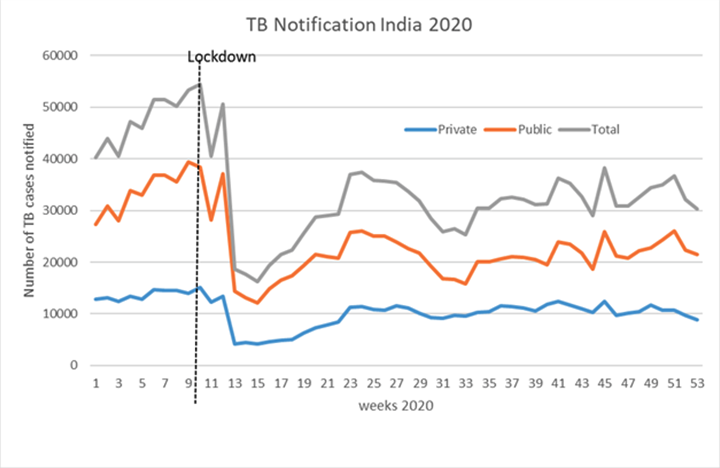 TB Notification India 2020
Lockdown
60000
50000
40000
30000
20000
10000
0
Number of TB cases notified
Private Public Total
1 3 5 7 9 11 13 15 17 19 21 23 25 27 29 31 33 35 37 39 41 43 45 47 49 51 53
weeks 2020